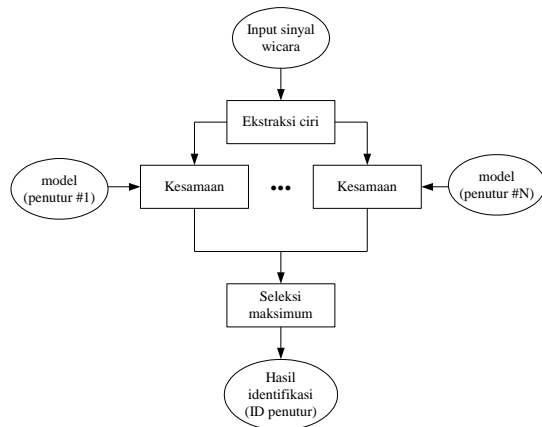 Input sinyal
wicara
Ekstraksi ciri
model
(penutur #1)
Kesamaan
•••
Kesamaan
model
(penutur #N)
Seleksi
maksimum
Hasil
identifikasi
(ID penutur)